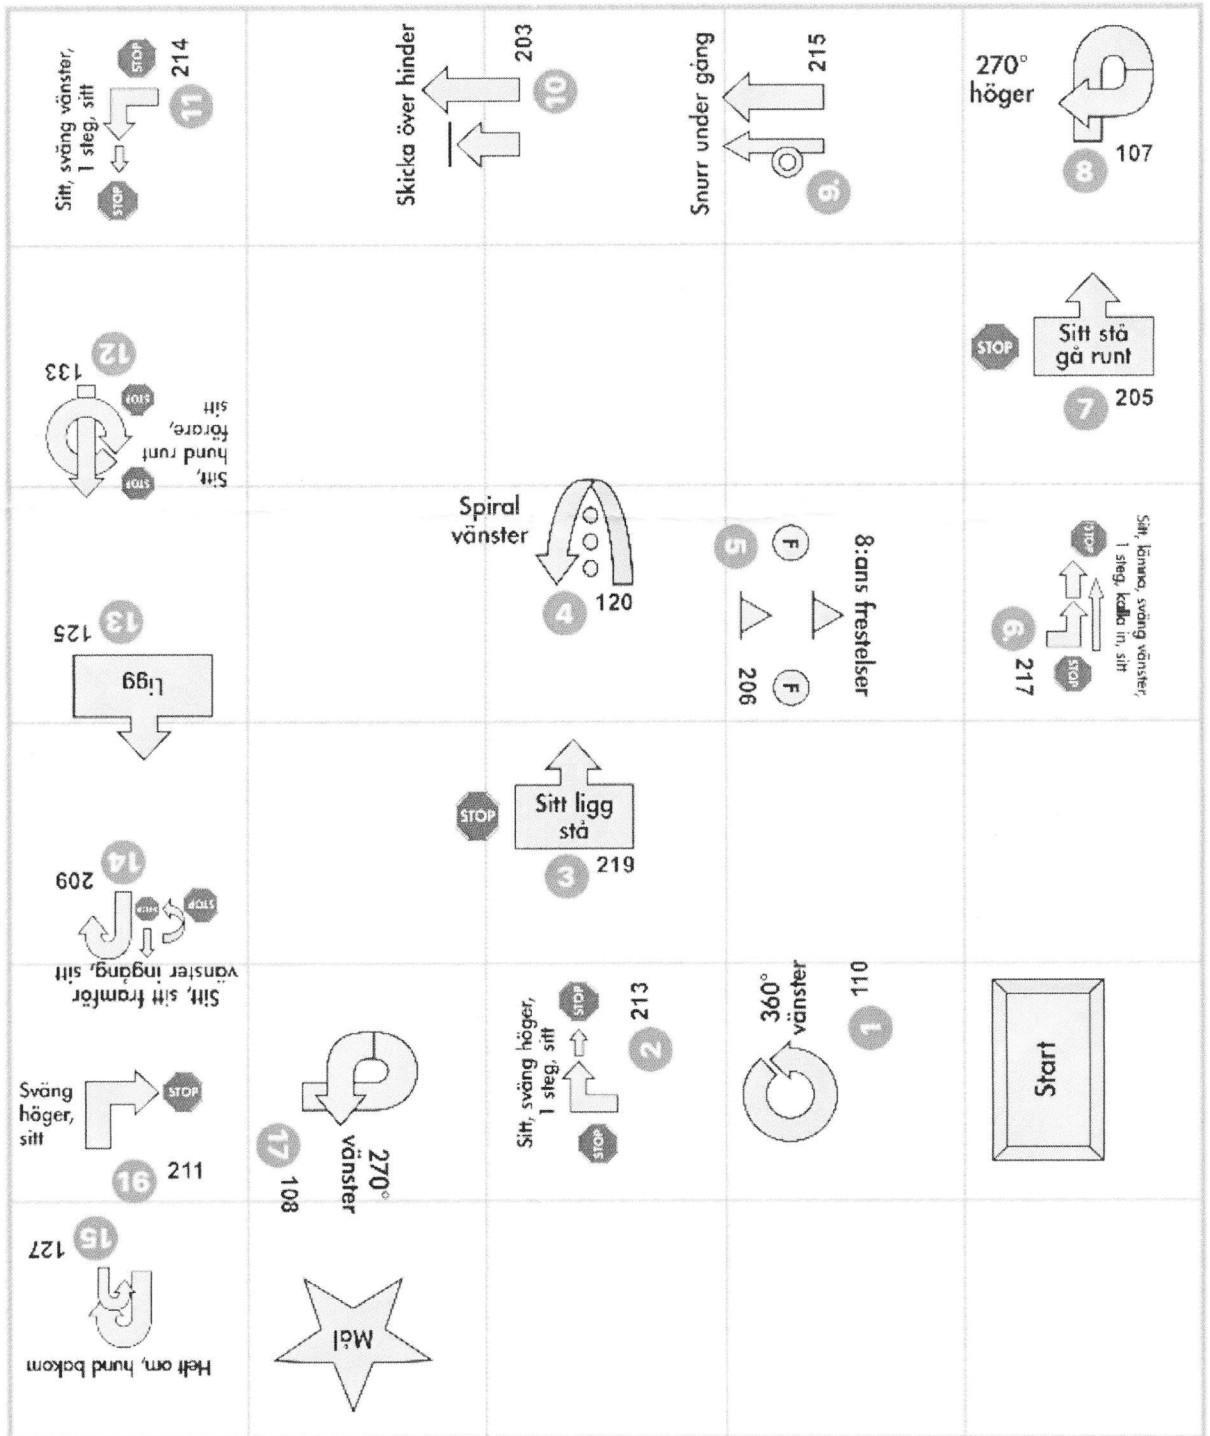 Sitt, sväng vänster,
1 steg, sitt
STOP
STOP
214
11
Skicka över hinder
203
10
Snurr under gång
215
9.
270°
höger
8
107
12
133
STOP
STOP
Sitt,
hund runt
förare,
sitt
STOP
Sitt stå
gå runt
7
205
Spiral
vänster
4
120
5
F
F
8:ans frestelser
206
Sitt, lämna, sväng vänster,
1 steg, kalla in, sitt
STOP
STOP
6.
217
13
125
Ligg
STOP
Sitt ligg
stå
3
219
14
209
STOP
STOP
Sitt, sitt framför
vänster ingång, sitt
Sväng
höger,
sitt
STOP
16
211
17
270°
vänster
108
Sitt, sväng höger,
1 steg, sitt
STOP
STOP
213
2
360°
vänster
110
1
Start
15
127
Helt om, hund bakom
Mål